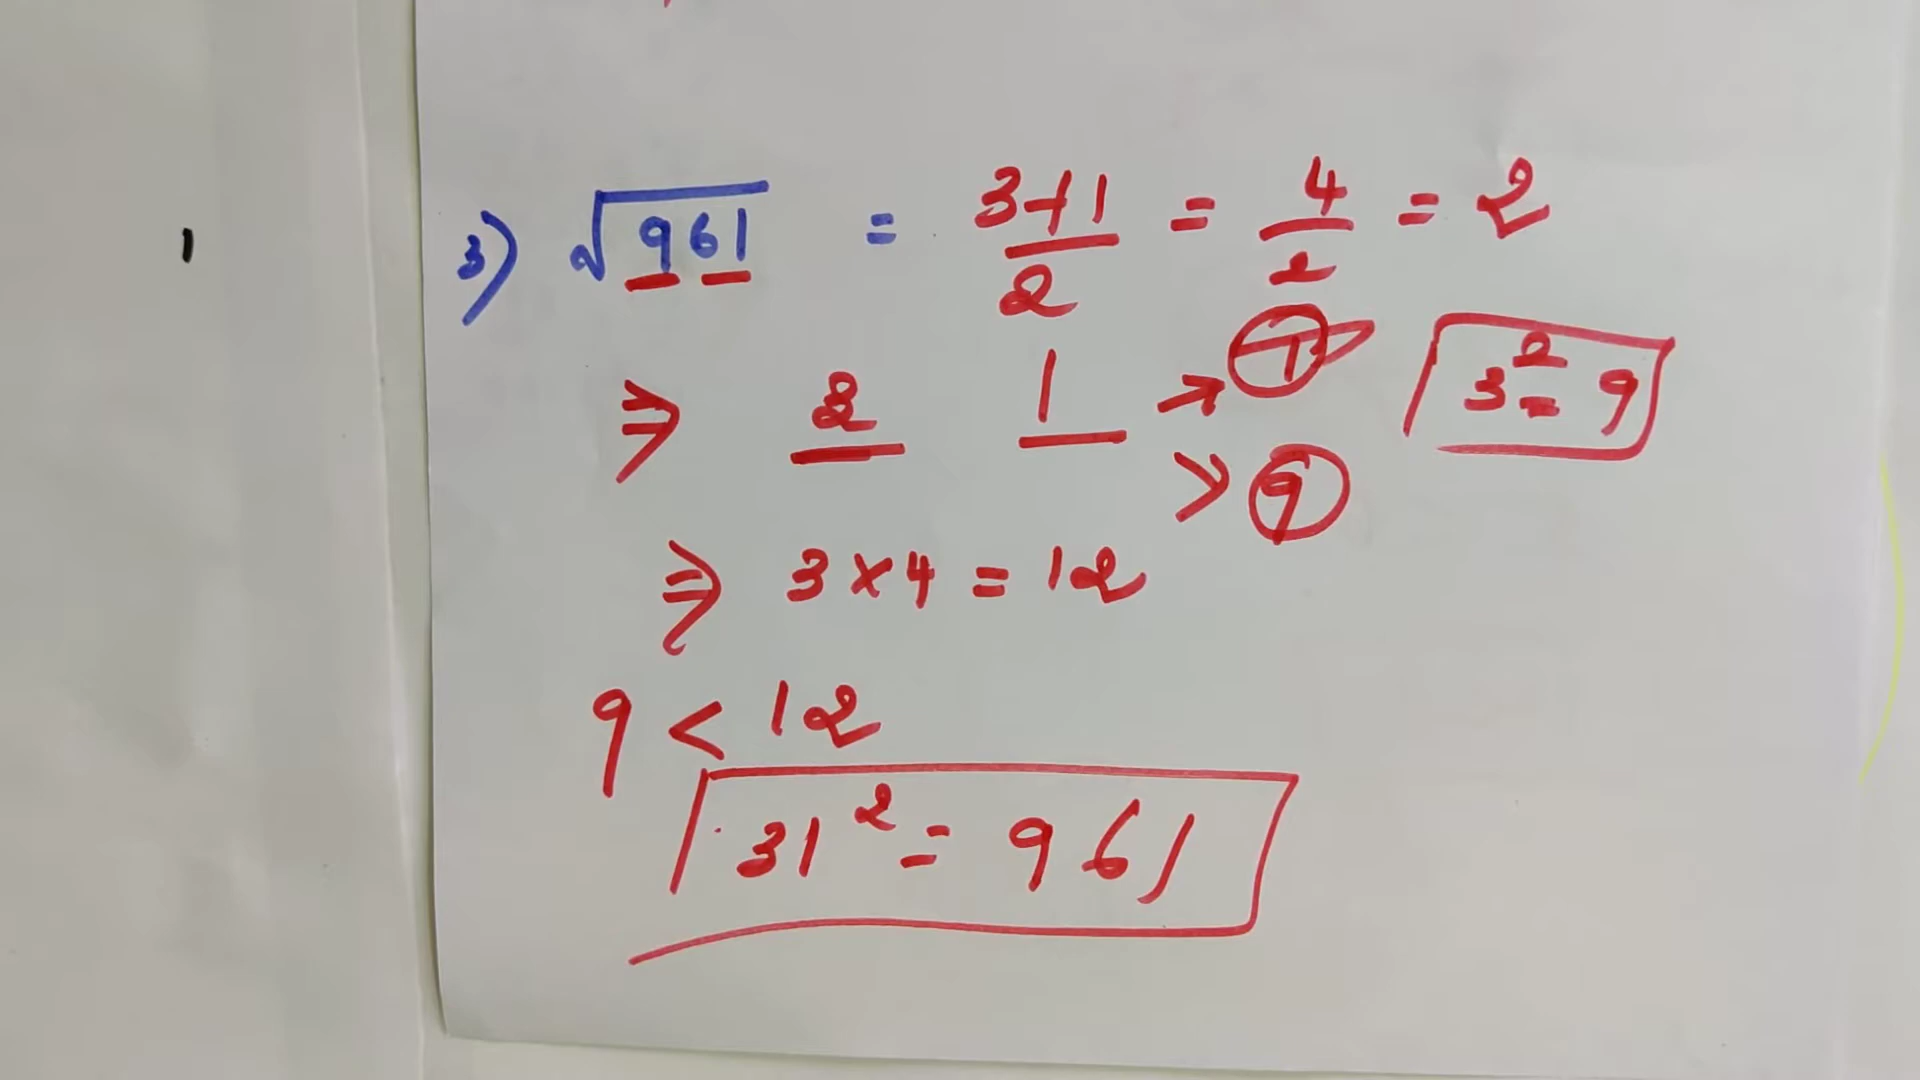 3) √961 = 3+1/2 = 4/2 = 2
⇒ 3 1 → 1 3² = 9
> 9
⇒ 3 × 4 = 12
9 < 12
31² = 961